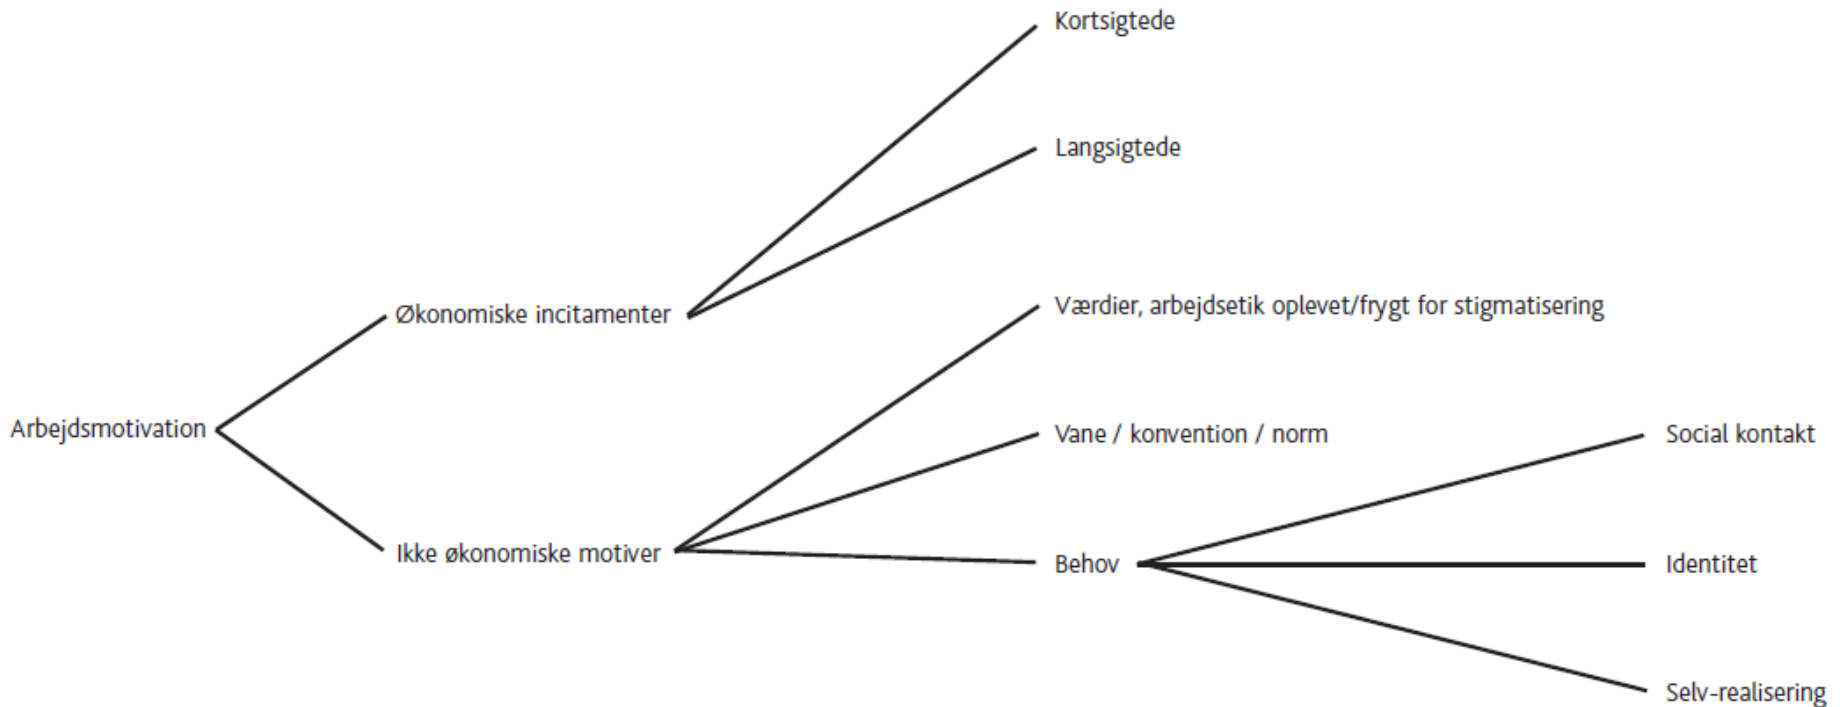 Kortsigtede
Langsigtede
Økonomiske incitamenter
Værdier, arbejdsetik oplevet/frygt for stigmatisering
Arbejdsmotivation
Vane / konvention / norm
Social kontakt
Ikke økonomiske motiver
Behov
Identitet
Selv-realisering